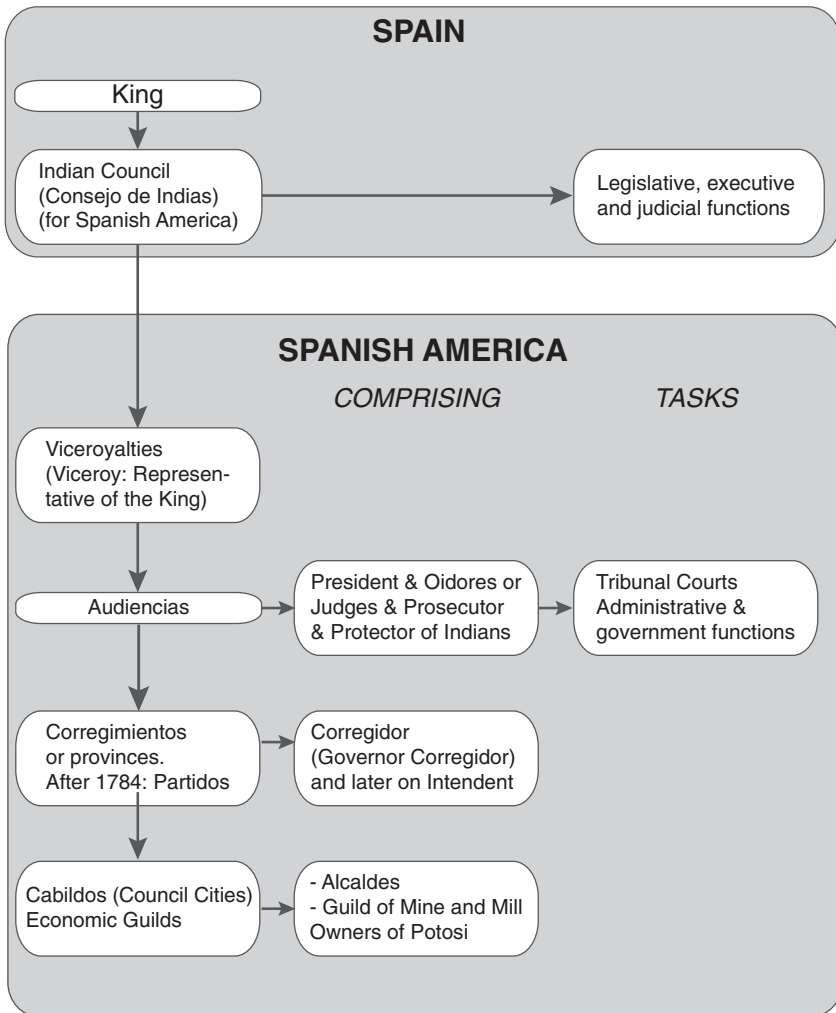 SPAIN
King
Indian Council
(Consejo de Indias)
(for Spanish America)
Legislative, executive
and judicial functions
SPANISH AMERICA
COMPRISING
TASKS
Viceroyalties
(Viceroy: Represen-
tative of the King)
Audiencias
President & Oidores or
Judges & Prosecutor
& Protector of Indians
Tribunal Courts
Administrative &
government functions
Corregimientos
or provinces.
After 1784: Partidos
Corregidor
(Governor Corregidor)
and later on Intendent
Cabildos (Council Cities)
Economic Guilds
- Alcaldes
- Guild of Mine and Mill
Owners of Potosi